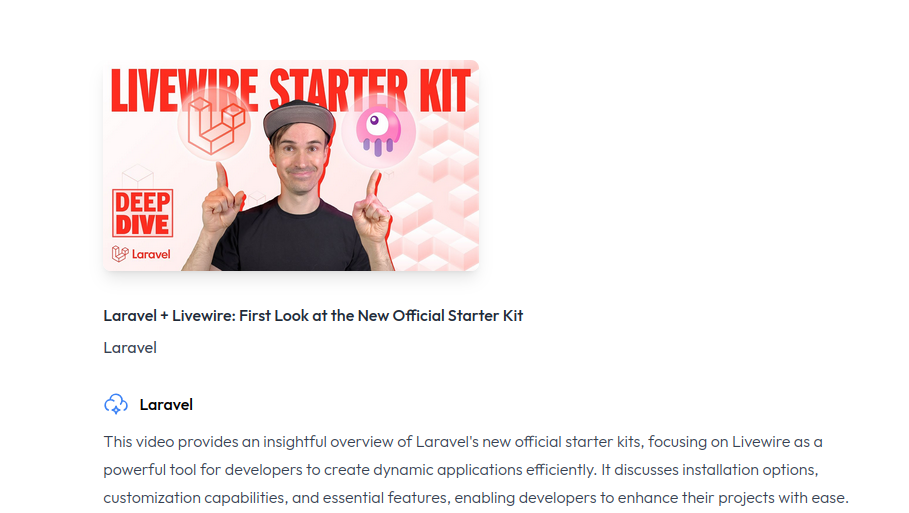 LIVEWIRE STARTER KIT
DEEP
DIVE
Laravel
Laravel + Livewire: First Look at the New Official Starter Kit
Laravel
Laravel
This video provides an insightful overview of Laravel's new official starter kits, focusing on Livewire as a
powerful tool for developers to create dynamic applications efficiently. It discusses installation options,
customization capabilities, and essential features, enabling developers to enhance their projects with ease.